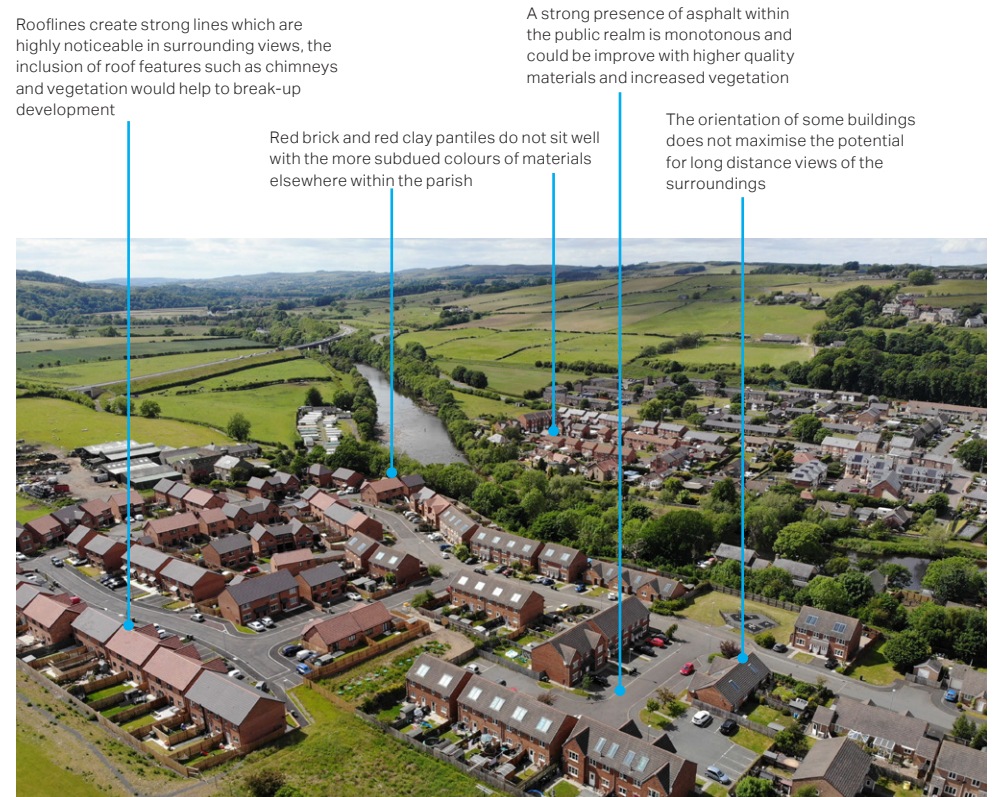 Rooflines create strong lines which are
highly noticeable in surrounding views, the
inclusion of roof features such as chimneys
and vegetation would help to break-up
development
A strong presence of asphalt within
the public realm is monotonous and
could be improve with higher quality
materials and increased vegetation
Red brick and red clay pantiles do not sit well
with the more subdued colours of materials
elsewhere within the parish
The orientation of some buildings
does not maximise the potential
for long distance views of the
surroundings